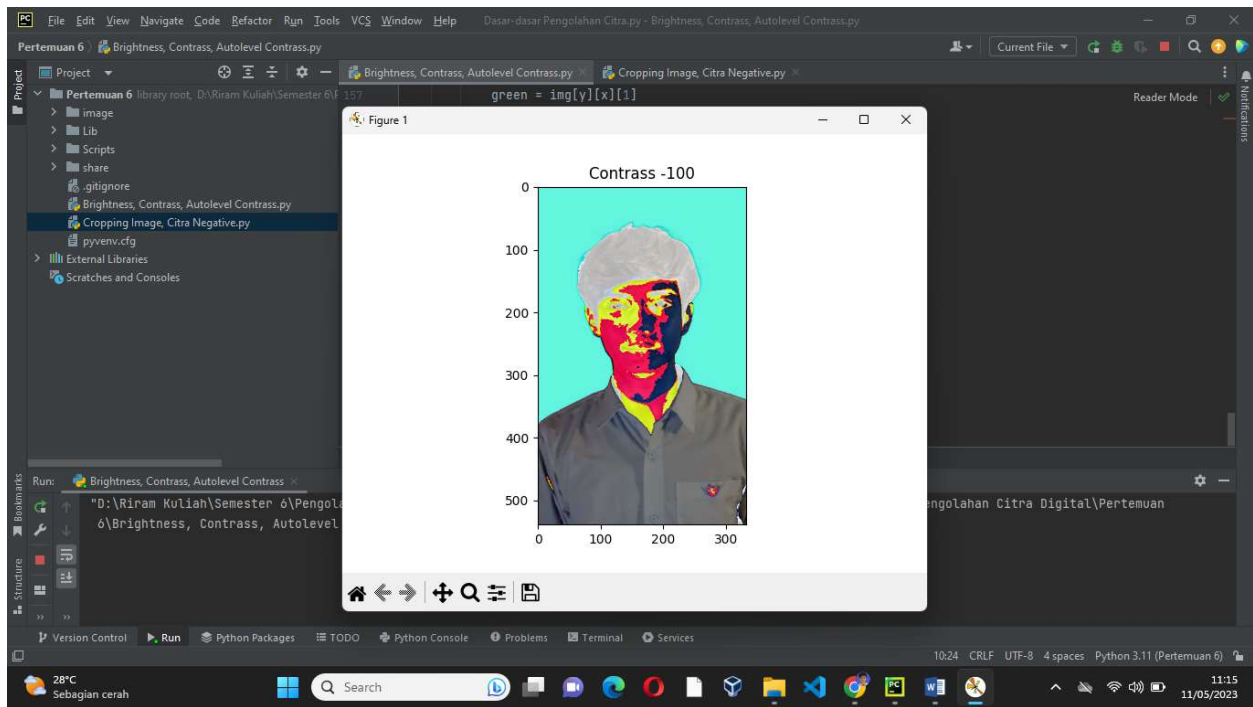 PC File Edit View Navigate Code Refactor Run Tools VCS Window Help Dasar-dasar Pengolahan Citra.py - Brightness, Contrass, Autolevel Contrass.py
Pertemuan 6 Brightness, Contrass, Autolevel Contrass.py Current File
Project Brightness, Contrass, Autolevel Contrass.py Cropping Image, Citra Negative.py
Project
Notifications
Pertemuan 6 library root, D:\Riram Kuliah\Semester 6\P 157 green = img[y][x][1] Reader Mode
image
Lib
Scripts
share
.gitignore
Brightness, Contrass, Autolevel Contrass.py
Cropping Image, Citra Negative.py
pyvenv.cfg
External Libraries
Scratches and Consoles
Figure 1
Contrass -100
0
100
200
300
400
500
0 100 200 300
Bookmarks
Structure
Run: Brightness, Contrass, Autolevel Contrass
"D:\Riram Kuliah\Semester 6\Pengola engolahan Citra Digital\Pertemuan
6\Brightness, Contrass, Autolevel
Version Control Run Python Packages TODO Python Console Problems Terminal Services
10:24 CRLF UTF-8 4 spaces Python 3.11 (Pertemuan 6)
28°C
Sebagian cerah
Search
PC
11:15
11/05/2023